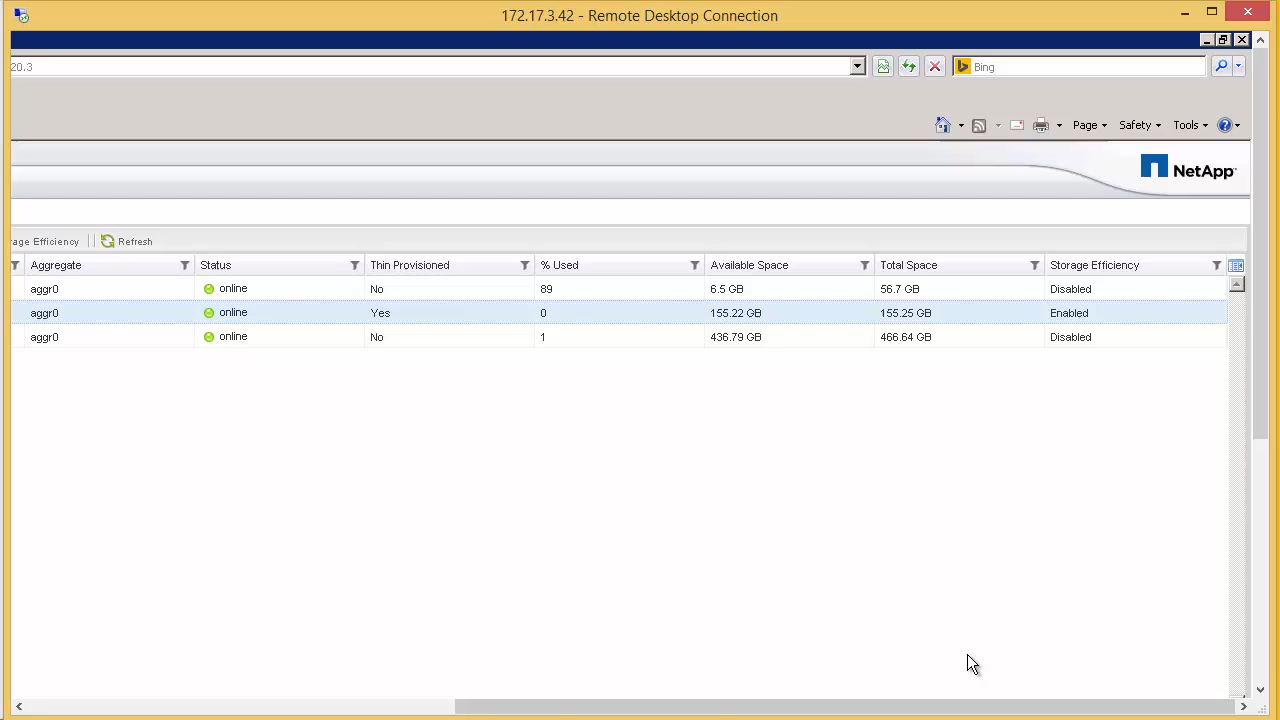 172.17.3.42 - Remote Desktop Connection
20.3
Bing
Page Safety Tools
NetApp
rage Efficiency Refresh
Aggregate Status Thin Provisioned % Used Available Space Total Space Storage Efficiency
aggr0 online No 89 6.5 GB 56.7 GB Disabled
aggr0 online Yes 0 155.22 GB 155.25 GB Enabled
aggr0 online No 1 436.79 GB 466.64 GB Disabled